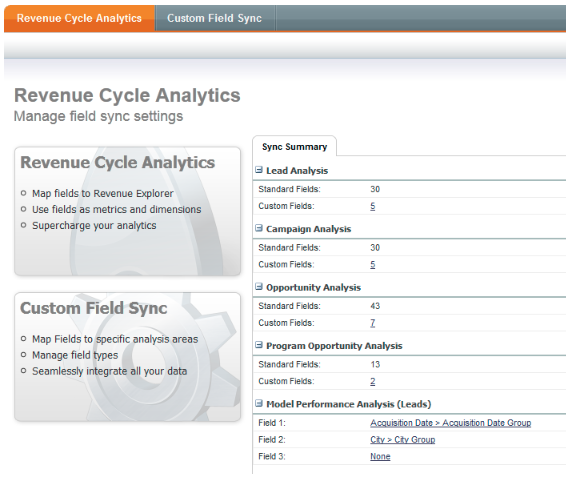 Revenue Cycle Analytics
Custom Field Sync
Revenue Cycle Analytics
Manage field sync settings
Revenue Cycle Analytics
Map fields to Revenue Explorer
Use fields as metrics and dimensions
Supercharge your analytics
Custom Field Sync
Map Fields to specific analysis areas
Manage field types
Seamlessly integrate all your data
Sync Summary
Lead Analysis
Standard Fields: 30
Custom Fields: 5
Campaign Analysis
Standard Fields: 30
Custom Fields: 5
Opportunity Analysis
Standard Fields: 43
Custom Fields: 7
Program Opportunity Analysis
Standard Fields: 13
Custom Fields: 2
Model Performance Analysis (Leads)
Field 1: Acquisition Date > Acquisition Date Group
Field 2: City > City Group
Field 3: None